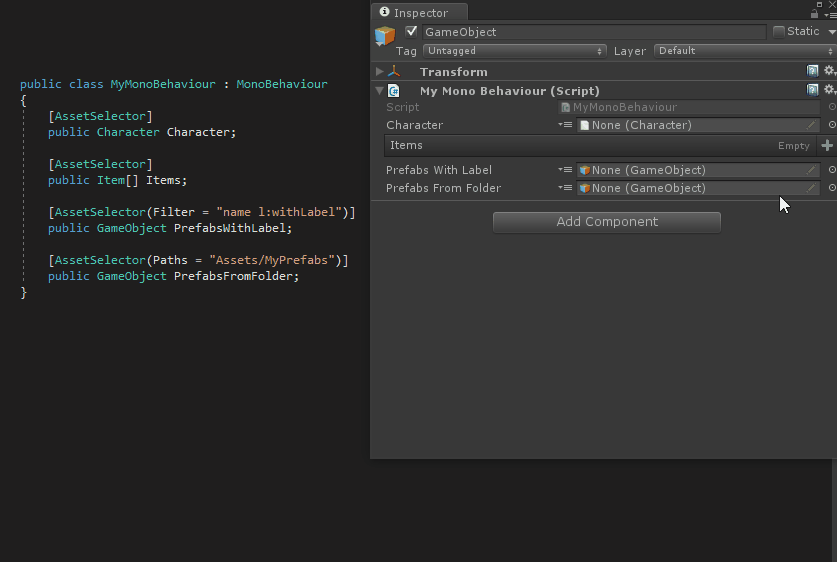 public class MyMonoBehaviour : MonoBehaviour
{
[AssetSelector]
public Character Character;
[AssetSelector]
public Item[] Items;
[AssetSelector(Filter = "name l:withLabel")]
public GameObject PrefabsWithLabel;
[AssetSelector(Paths = "Assets/MyPrefabs")]
public GameObject PrefabsFromFolder;
}
Inspector
GameObject Static
Tag Untagged Layer Default
Transform
My Mono Behaviour (Script)
Script MyMonoBehaviour
Character None (Character)
Items Empty
Prefabs With Label None (GameObject)
Prefabs From Folder None (GameObject)
Add Component